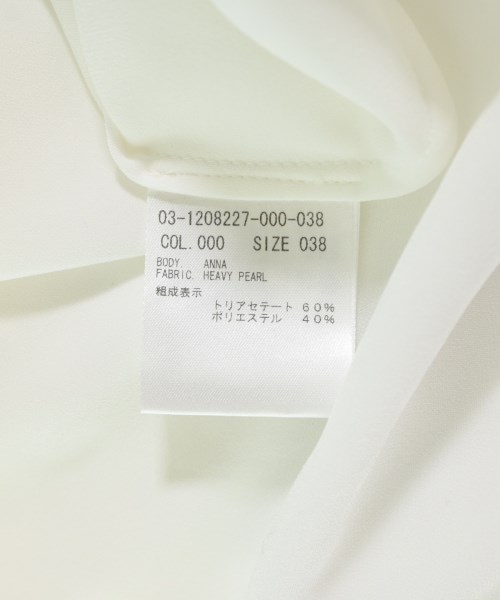 03-1208227-000-038
COL.000 SIZE 038
BODY. ANNA
FABRIC. HEAVY PEARL
組成表示
トリアセテート 60%
ポリエステル 40%